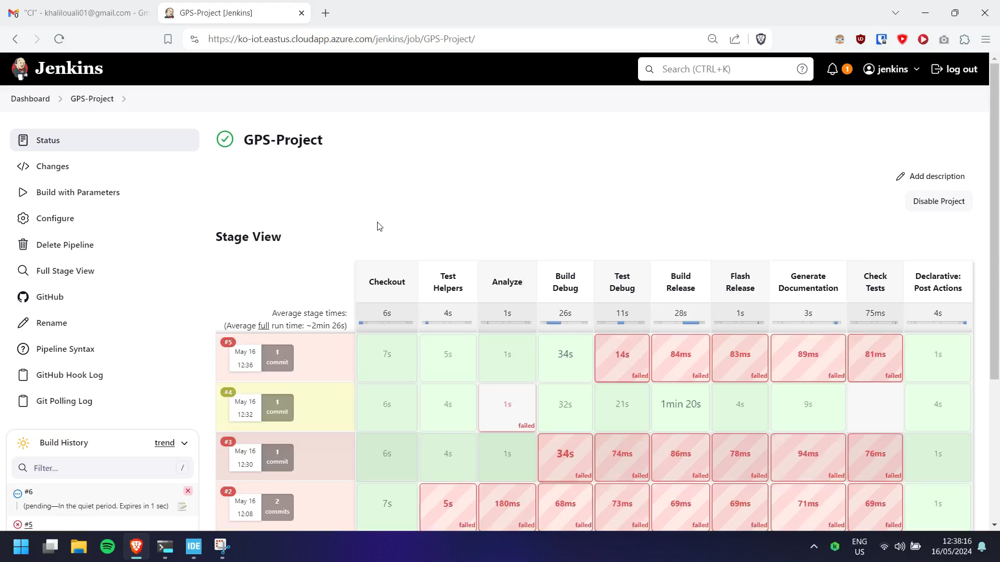 "CI" - khalilouali01@gmail.com - Gm
GPS-Project [Jenkins]
https://ko-iot.eastus.cloudapp.azure.com/jenkins/job/GPS-Project/
Jenkins
Search (CTRL+K)
1
jenkins
log out
Dashboard
GPS-Project
Status
Changes
Build with Parameters
Configure
Delete Pipeline
Full Stage View
GitHub
Rename
Pipeline Syntax
GitHub Hook Log
Git Polling Log
Build History
trend
Filter...
/
#6
(pending—In the quiet period. Expires in 1 sec)
#5
GPS-Project
Add description
Disable Project
Stage View
Checkout
Test Helpers
Analyze
Build Debug
Test Debug
Build Release
Flash Release
Generate Documentation
Check Tests
Declarative: Post Actions
Average stage times:
(Average full run time: ~2min 26s)
6s 4s 1s 26s 11s 28s 1s 3s 75ms 4s
#5
May 16
12:36
1 commit
7s 5s 1s 34s 14s 84ms 83ms 89ms 81ms 1s
failed failed failed failed failed
#4
May 16
12:32
1 commit
6s 4s 1s 32s 21s 1min 20s 4s 9s 4s
failed
#3
May 16
12:30
1 commit
6s 4s 1s 34s 74ms 86ms 78ms 94ms 76ms 1s
failed failed failed failed failed failed
#2
May 16
12:08
2 commits
7s 5s 180ms 68ms 73ms 69ms 69ms 71ms 69ms 1s
failed failed failed failed failed failed failed failed
IDE
ENG
US
12:38:16
16/05/2024